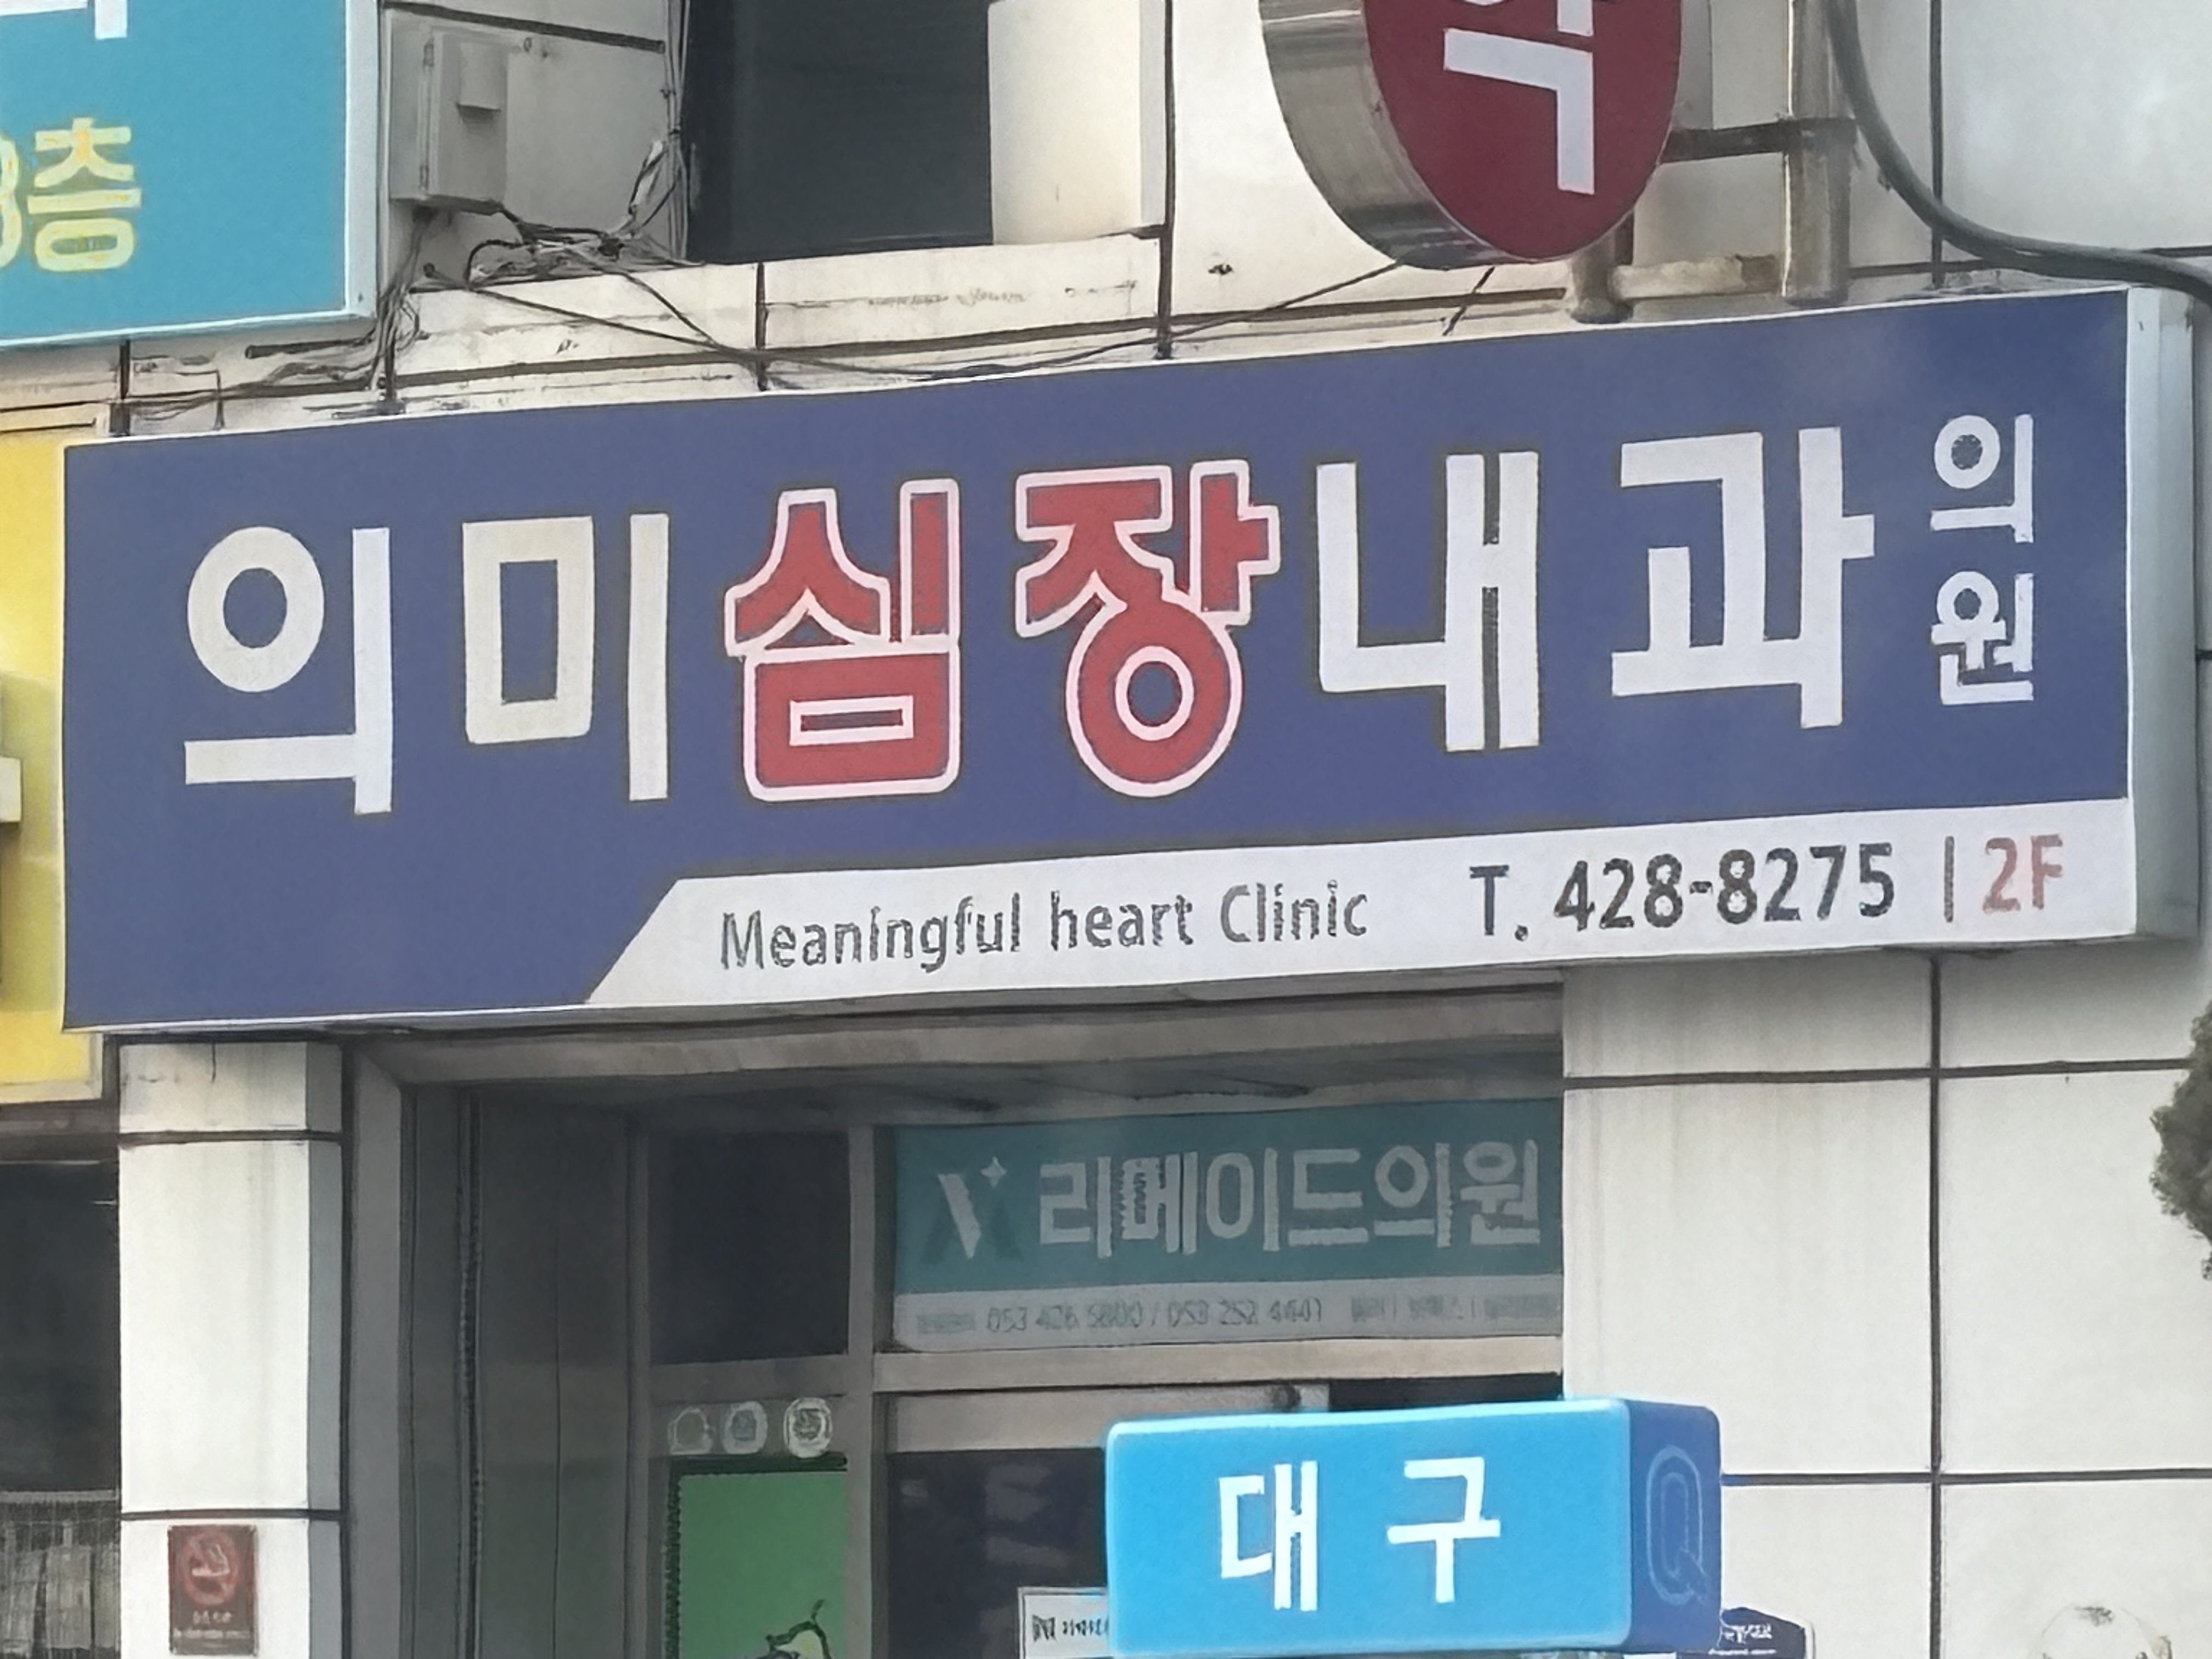 3층
의미심장내과
의원
Meaningful heart Clinic T. 428-8275 | 2F
리메이드의원
대구